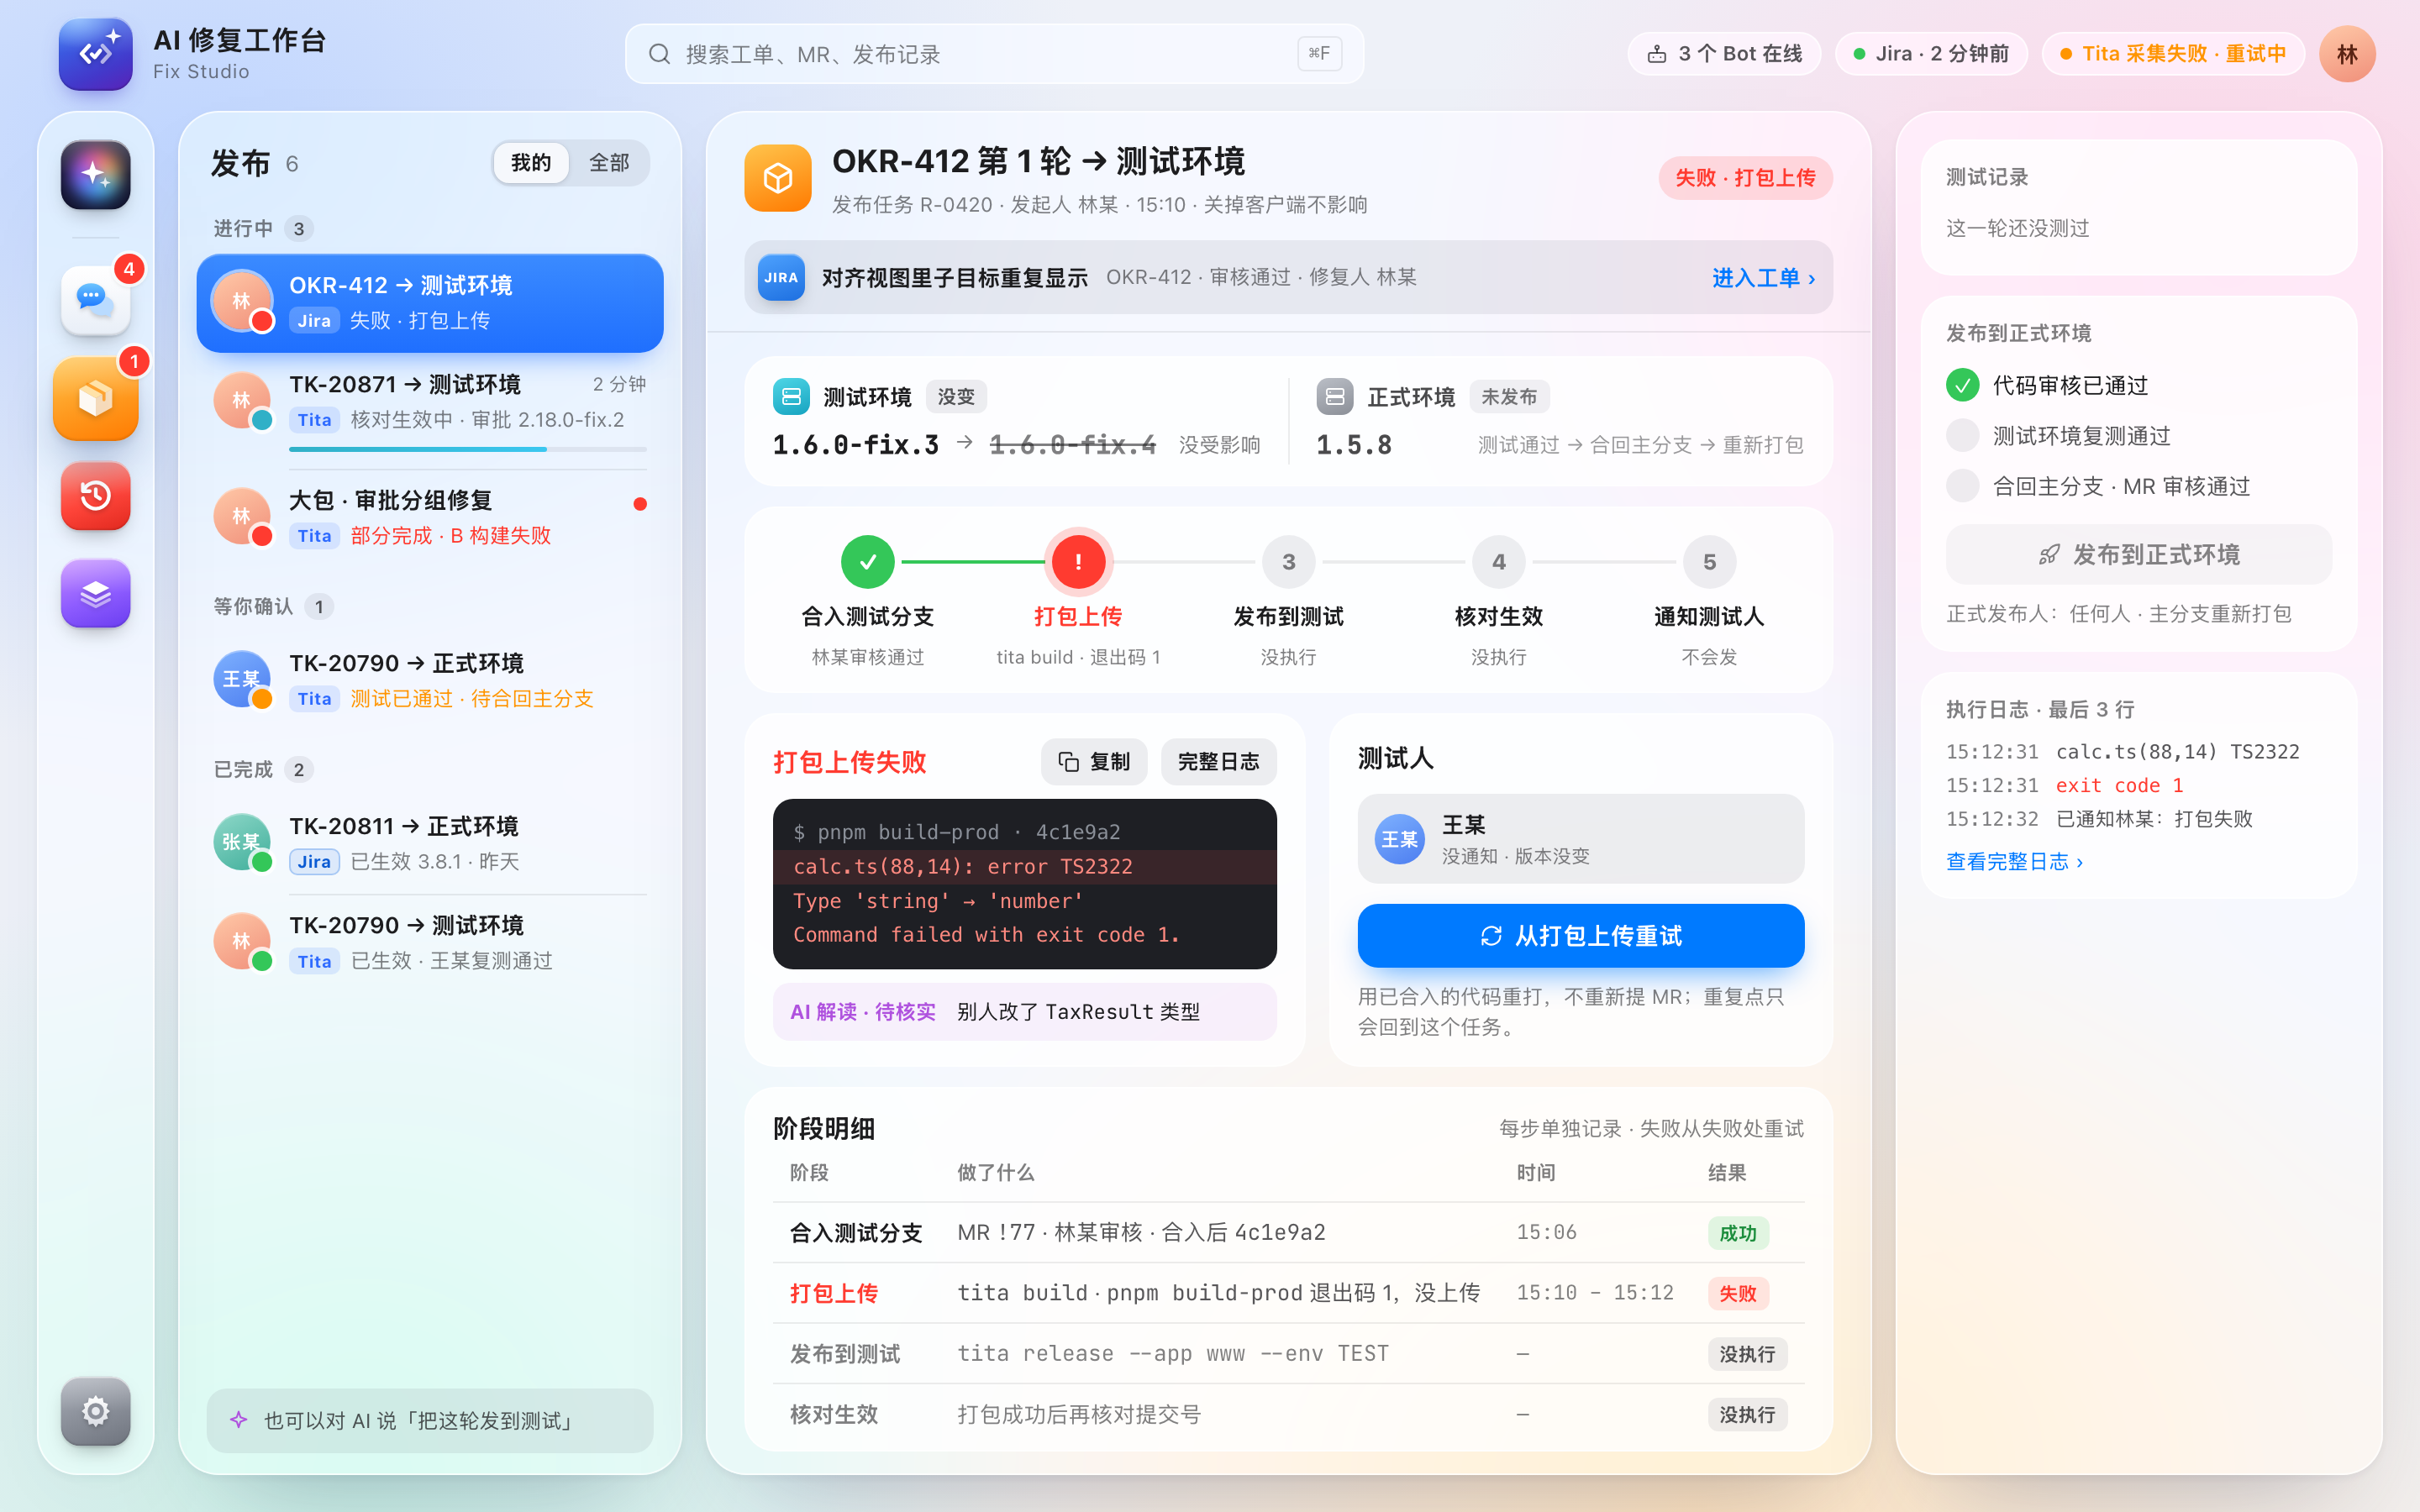 AI 修复工作台
Fix Studio
搜索工单、MR、发布记录
⌘F
3 个 Bot 在线
Jira · 2 分钟前
Tita 采集失败 · 重试中
林
4
1
发布 6
我的
全部
进行中 3
林
OKR-412 → 测试环境
Jira 失败 · 打包上传
林
TK-20871 → 测试环境
2 分钟
Tita 核对生效中 · 审批 2.18.0-fix.2
林
大包 · 审批分组修复
Tita 部分完成 · B 构建失败
等你确认 1
王某
TK-20790 → 正式环境
Tita 测试已通过 · 待合回主分支
已完成 2
张某
TK-20811 → 正式环境
Jira 已生效 3.8.1 · 昨天
林
TK-20790 → 测试环境
Tita 已生效 · 王某复测通过
也可以对 AI 说「把这轮发到测试」
OKR-412 第 1 轮 → 测试环境
发布任务 R-0420 · 发起人 林某 · 15:10 · 关掉客户端不影响
失败 · 打包上传
JIRA
对齐视图里子目标重复显示
OKR-412 · 审核通过 · 修复人 林某
进入工单 ›
测试环境 没变
1.6.0-fix.3 → 1.6.0-fix.4 没受影响
正式环境 未发布
1.5.8
测试通过 → 合回主分支 → 重新打包
! 3 4 5
合入测试分支 打包上传 发布到测试 核对生效 通知测试人
林某审核通过 tita build · 退出码 1 没执行 没执行 不会发
打包上传失败
复制
完整日志
$ pnpm build-prod · 4c1e9a2
calc.ts(88,14): error TS2322
Type 'string' → 'number'
Command failed with exit code 1.
AI 解读 · 待核实 别人改了 TaxResult 类型
测试人
王某
王某
没通知 · 版本没变
从打包上传重试
用已合入的代码重打，不重新提 MR；重复点只
会回到这个任务。
阶段明细
每步单独记录 · 失败从失败处重试
阶段 做了什么 时间 结果
合入测试分支 MR !77 · 林某审核 · 合入后 4c1e9a2 15:06 成功
打包上传 tita build · pnpm build-prod 退出码 1，没上传 15:10 – 15:12 失败
发布到测试 tita release --app www --env TEST — 没执行
核对生效 打包成功后再核对提交号 — 没执行
测试记录
这一轮还没测过
发布到正式环境
代码审核已通过
测试环境复测通过
合回主分支 · MR 审核通过
发布到正式环境
正式发布人：任何人 · 主分支重新打包
执行日志 · 最后 3 行
15:12:31 calc.ts(88,14) TS2322
15:12:31 exit code 1
15:12:32 已通知林某：打包失败
查看完整日志 ›